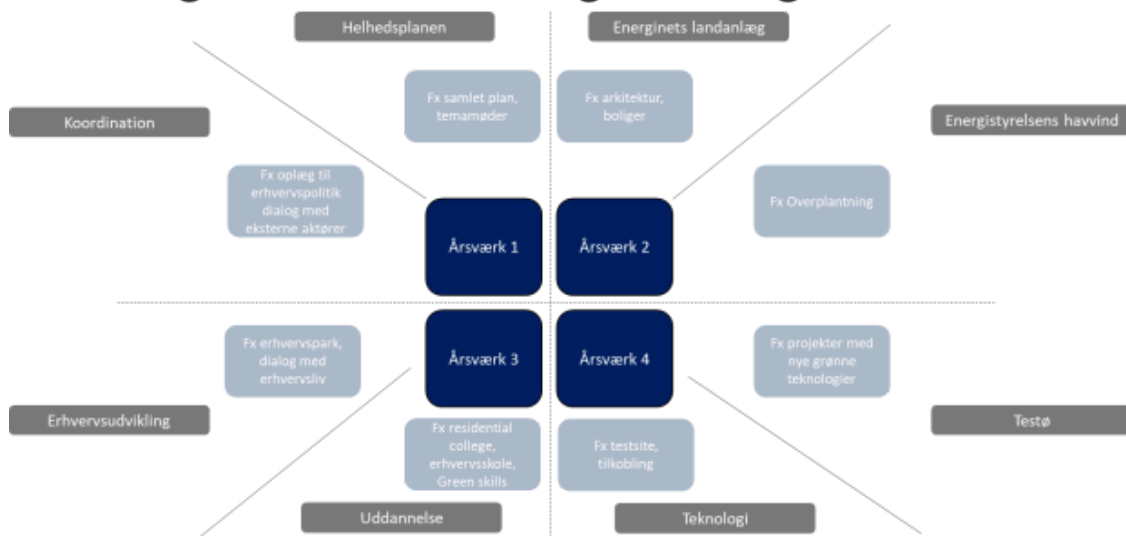 Helhedsplanen
Energinets landanlæg
Koordination
Energistyrelsens havvind
Fx samlet plan,
temamøder
Fx arkitektur,
boliger
Fx oplæg til
erhvervspolitik
dialog med
eksterne aktører
Fx Overplantning
Årsværk 1
Årsværk 2
Årsværk 3
Årsværk 4
Fx erhvervspark,
dialog med
erhvervsliv
Fx projekter med
nye grønne
teknologier
Erhvervsudvikling
Testø
Fx residential
college,
erhvervsskole,
Green skills
Fx testsite,
tilkobling
Uddannelse
Teknologi